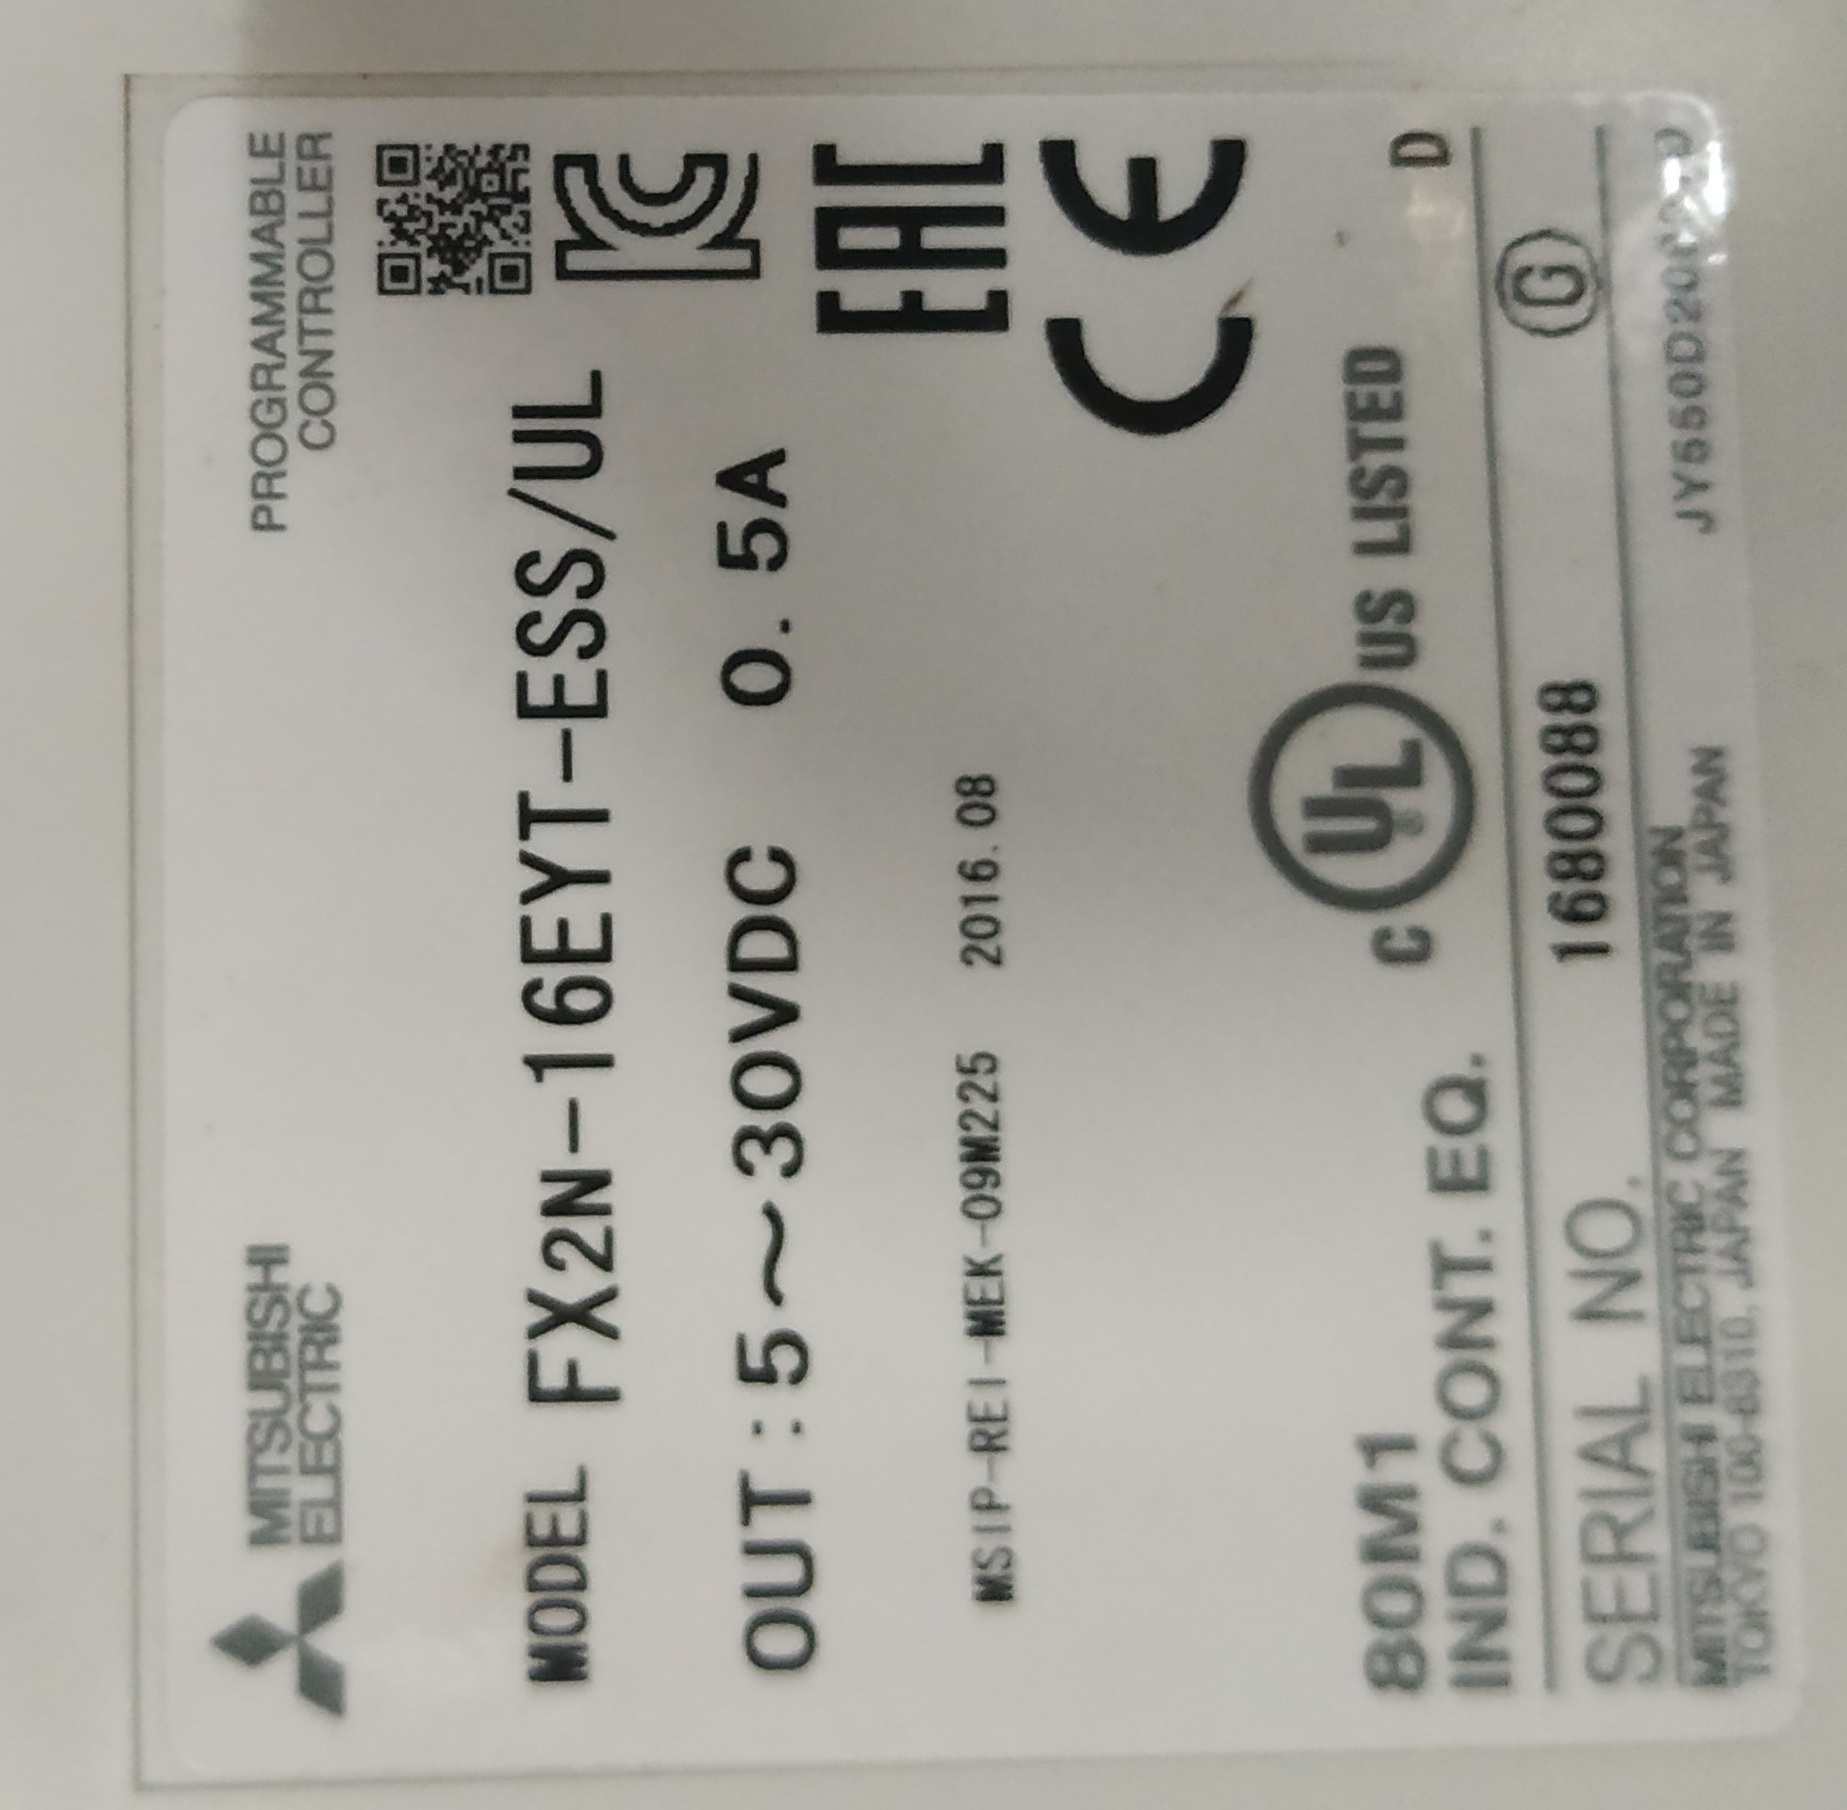 MITSUBISHI
ELECTRIC
PROGRAMMABLE
CONTROLLER
MODEL FX2N-16EYT-ESS/UL
OUT:5~30VDC 0.5A
MSIP-REI-MEK-09M225 2016.08
EAC
CE
80M1
IND. CONT. EQ.
C UL® US LISTED
D
SERIAL NO. 1680088 G
MITSUBISHI ELECTRIC CORPORATION
TOKYO 100-8310, JAPAN MADE IN JAPAN